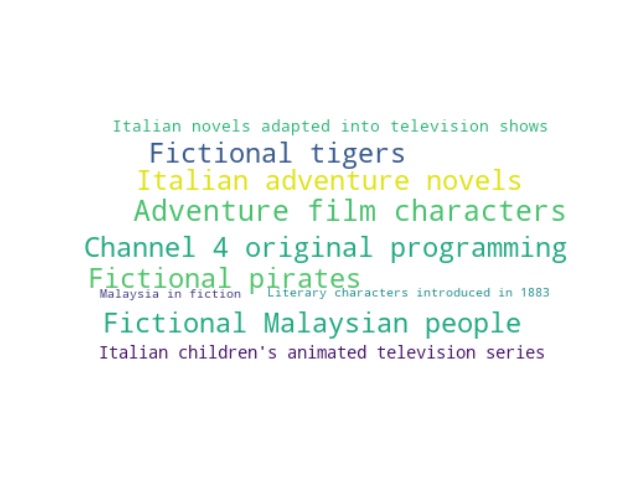 Italian novels adapted into television shows
Fictional tigers
Italian adventure novels
Adventure film characters
Channel 4 original programming
Fictional pirates
Malaysia in fiction
Literary characters introduced in 1883
Fictional Malaysian people
Italian children's animated television series